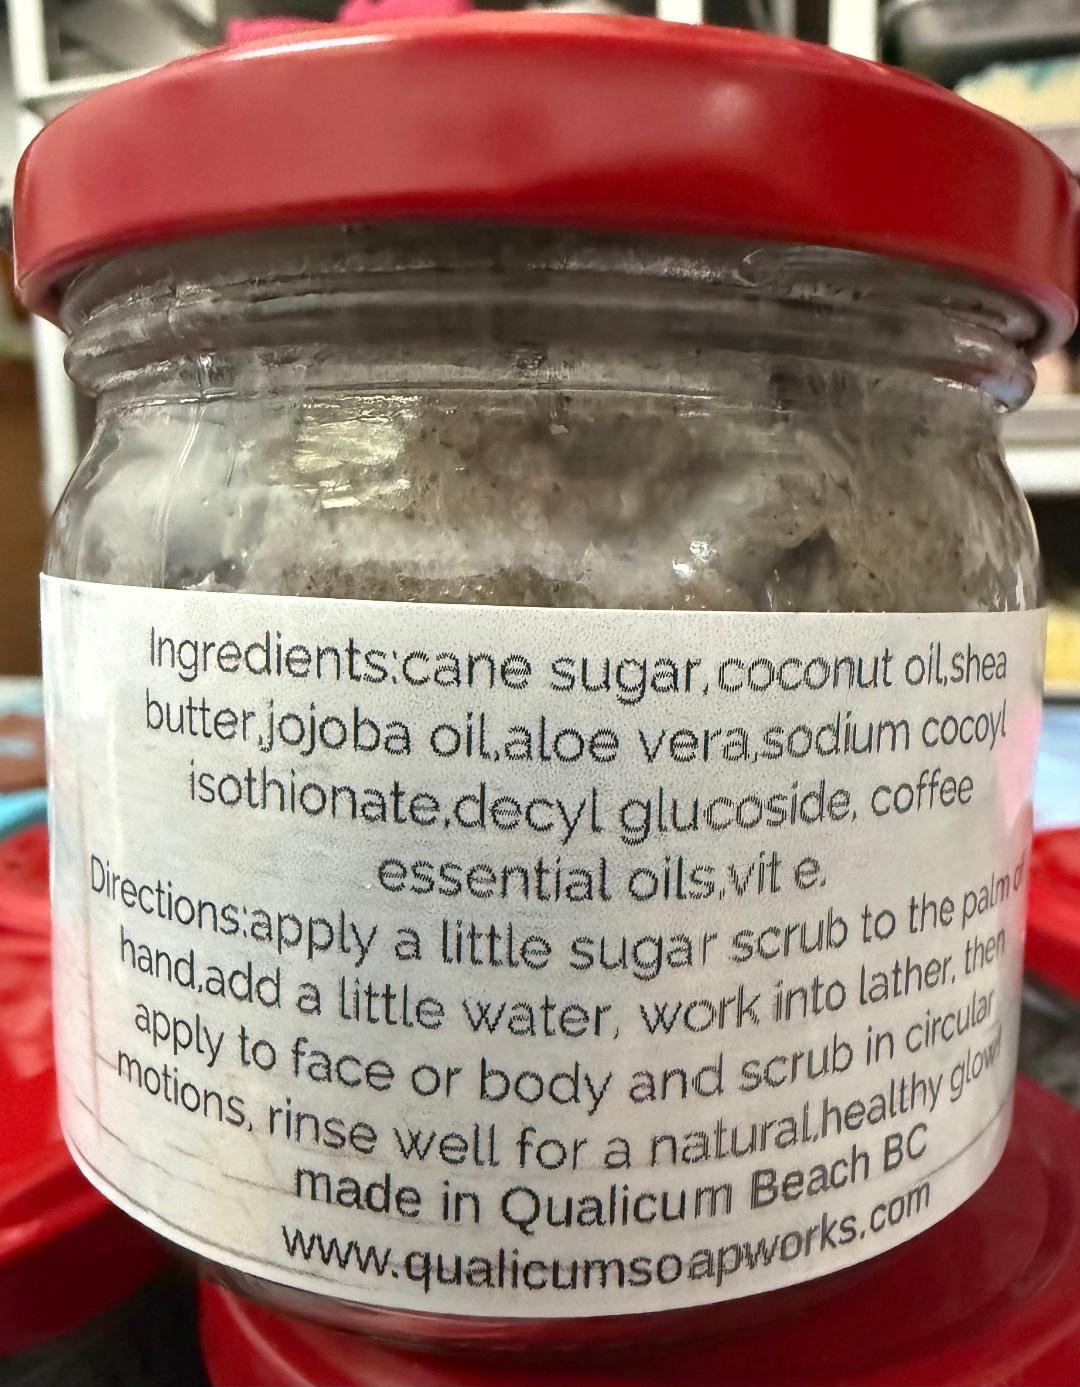 Ingredients:cane sugar,coconut oil,shea
butter,jojoba oil,aloe vera,sodium cocoyl
isothionate,decyl glucoside, coffee
essential oils,vit e.
Directions:apply a little sugar scrub to the palm of
hand,add a little water, work into lather, then
apply to face or body and scrub in circular
motions, rinse well for a natural,healthy glow!
made in Qualicum Beach BC
www.qualicumsoapworks.com